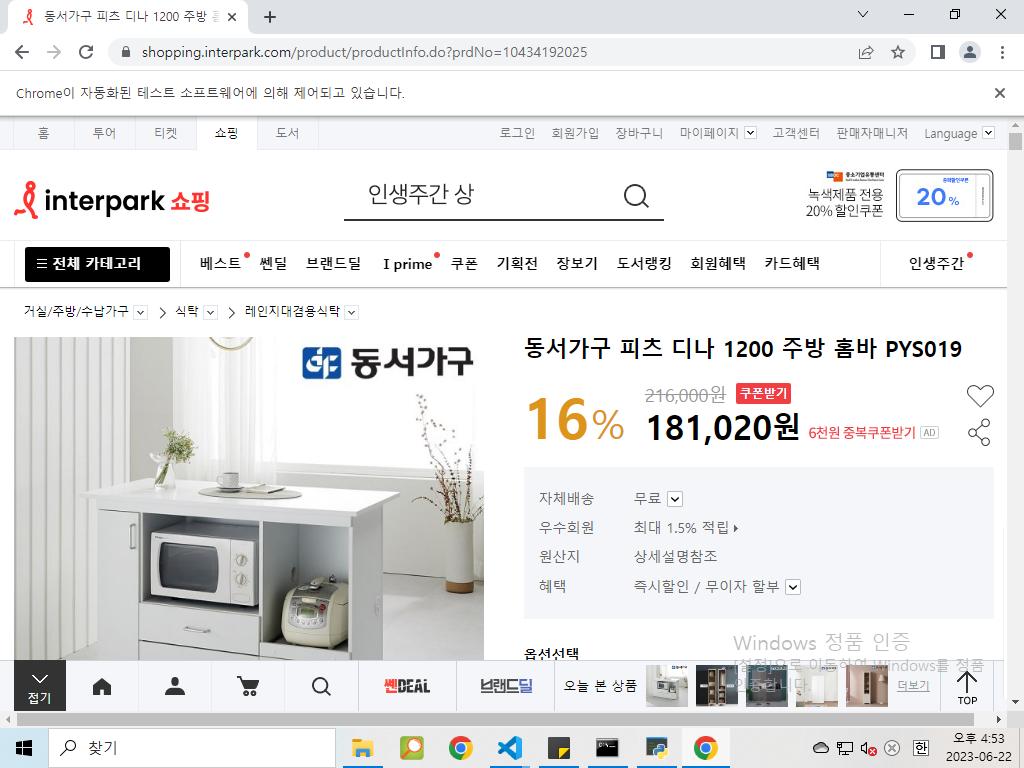 동서가구 피츠 디나 1200 주방 홈
shopping.interpark.com/product/productInfo.do?prdNo=10434192025
Chrome이 자동화된 테스트 소프트웨어에 의해 제어되고 있습니다.
홈 투어 티켓 쇼핑 도서 로그인 회원가입 장바구니 마이페이지 고객센터 판매자매니저 Language
interpark 쇼핑
인생주간 상
중소기업유통센터
녹색제품 전용
20% 할인쿠폰
중복할인쿠폰
20%
전체 카테고리 베스트 쎈딜 브랜드딜 I prime 쿠폰 기획전 장보기 도서랭킹 회원혜택 카드혜택 인생주간
거실/주방/수납가구 식탁 레인지대겸용식탁
동서가구
동서가구 피츠 디나 1200 주방 홈바 PYS019
16%
216,000원 쿠폰받기
181,020원 6천원 중복쿠폰받기 AD
자체배송 무료
우수회원 최대 1.5% 적립
원산지 상세설명참조
혜택 즉시할인 / 무이자 할부
옵션선택
Windows 정품 인증
[설정]으로 이동하여 Windows를 정품
인증합니다.
접기
쎈DEAL
브랜드딜
오늘 본 상품
더보기
TOP
찾기
한
오후 4:53
2023-06-22